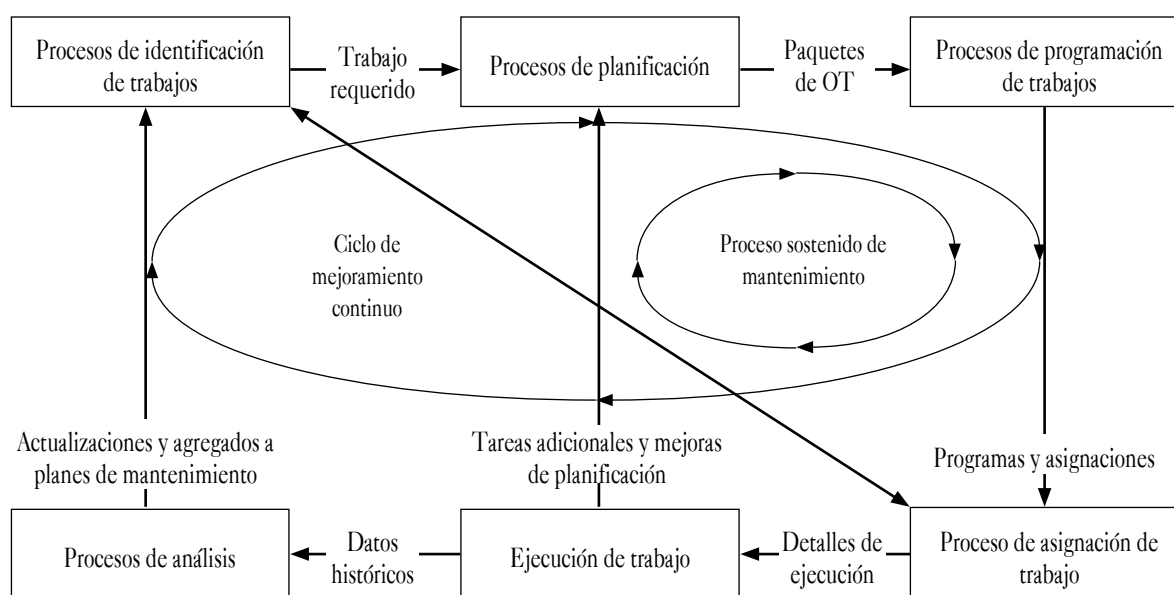 Procesos de identificación
de trabajos
Trabajo
requerido
Procesos de planificación
Paquetes
de OT
Procesos de programación
de trabajos
Ciclo de
mejoramiento
continuo
Proceso sostenido de
mantenimiento
Actualizaciones y agregados a
planes de mantenimiento
Tareas adicionales y mejoras
de planificación
Programas y asignaciones
Procesos de análisis
Datos
históricos
Ejecución de trabajo
Detalles de
ejecución
Proceso de asignación de
trabajo